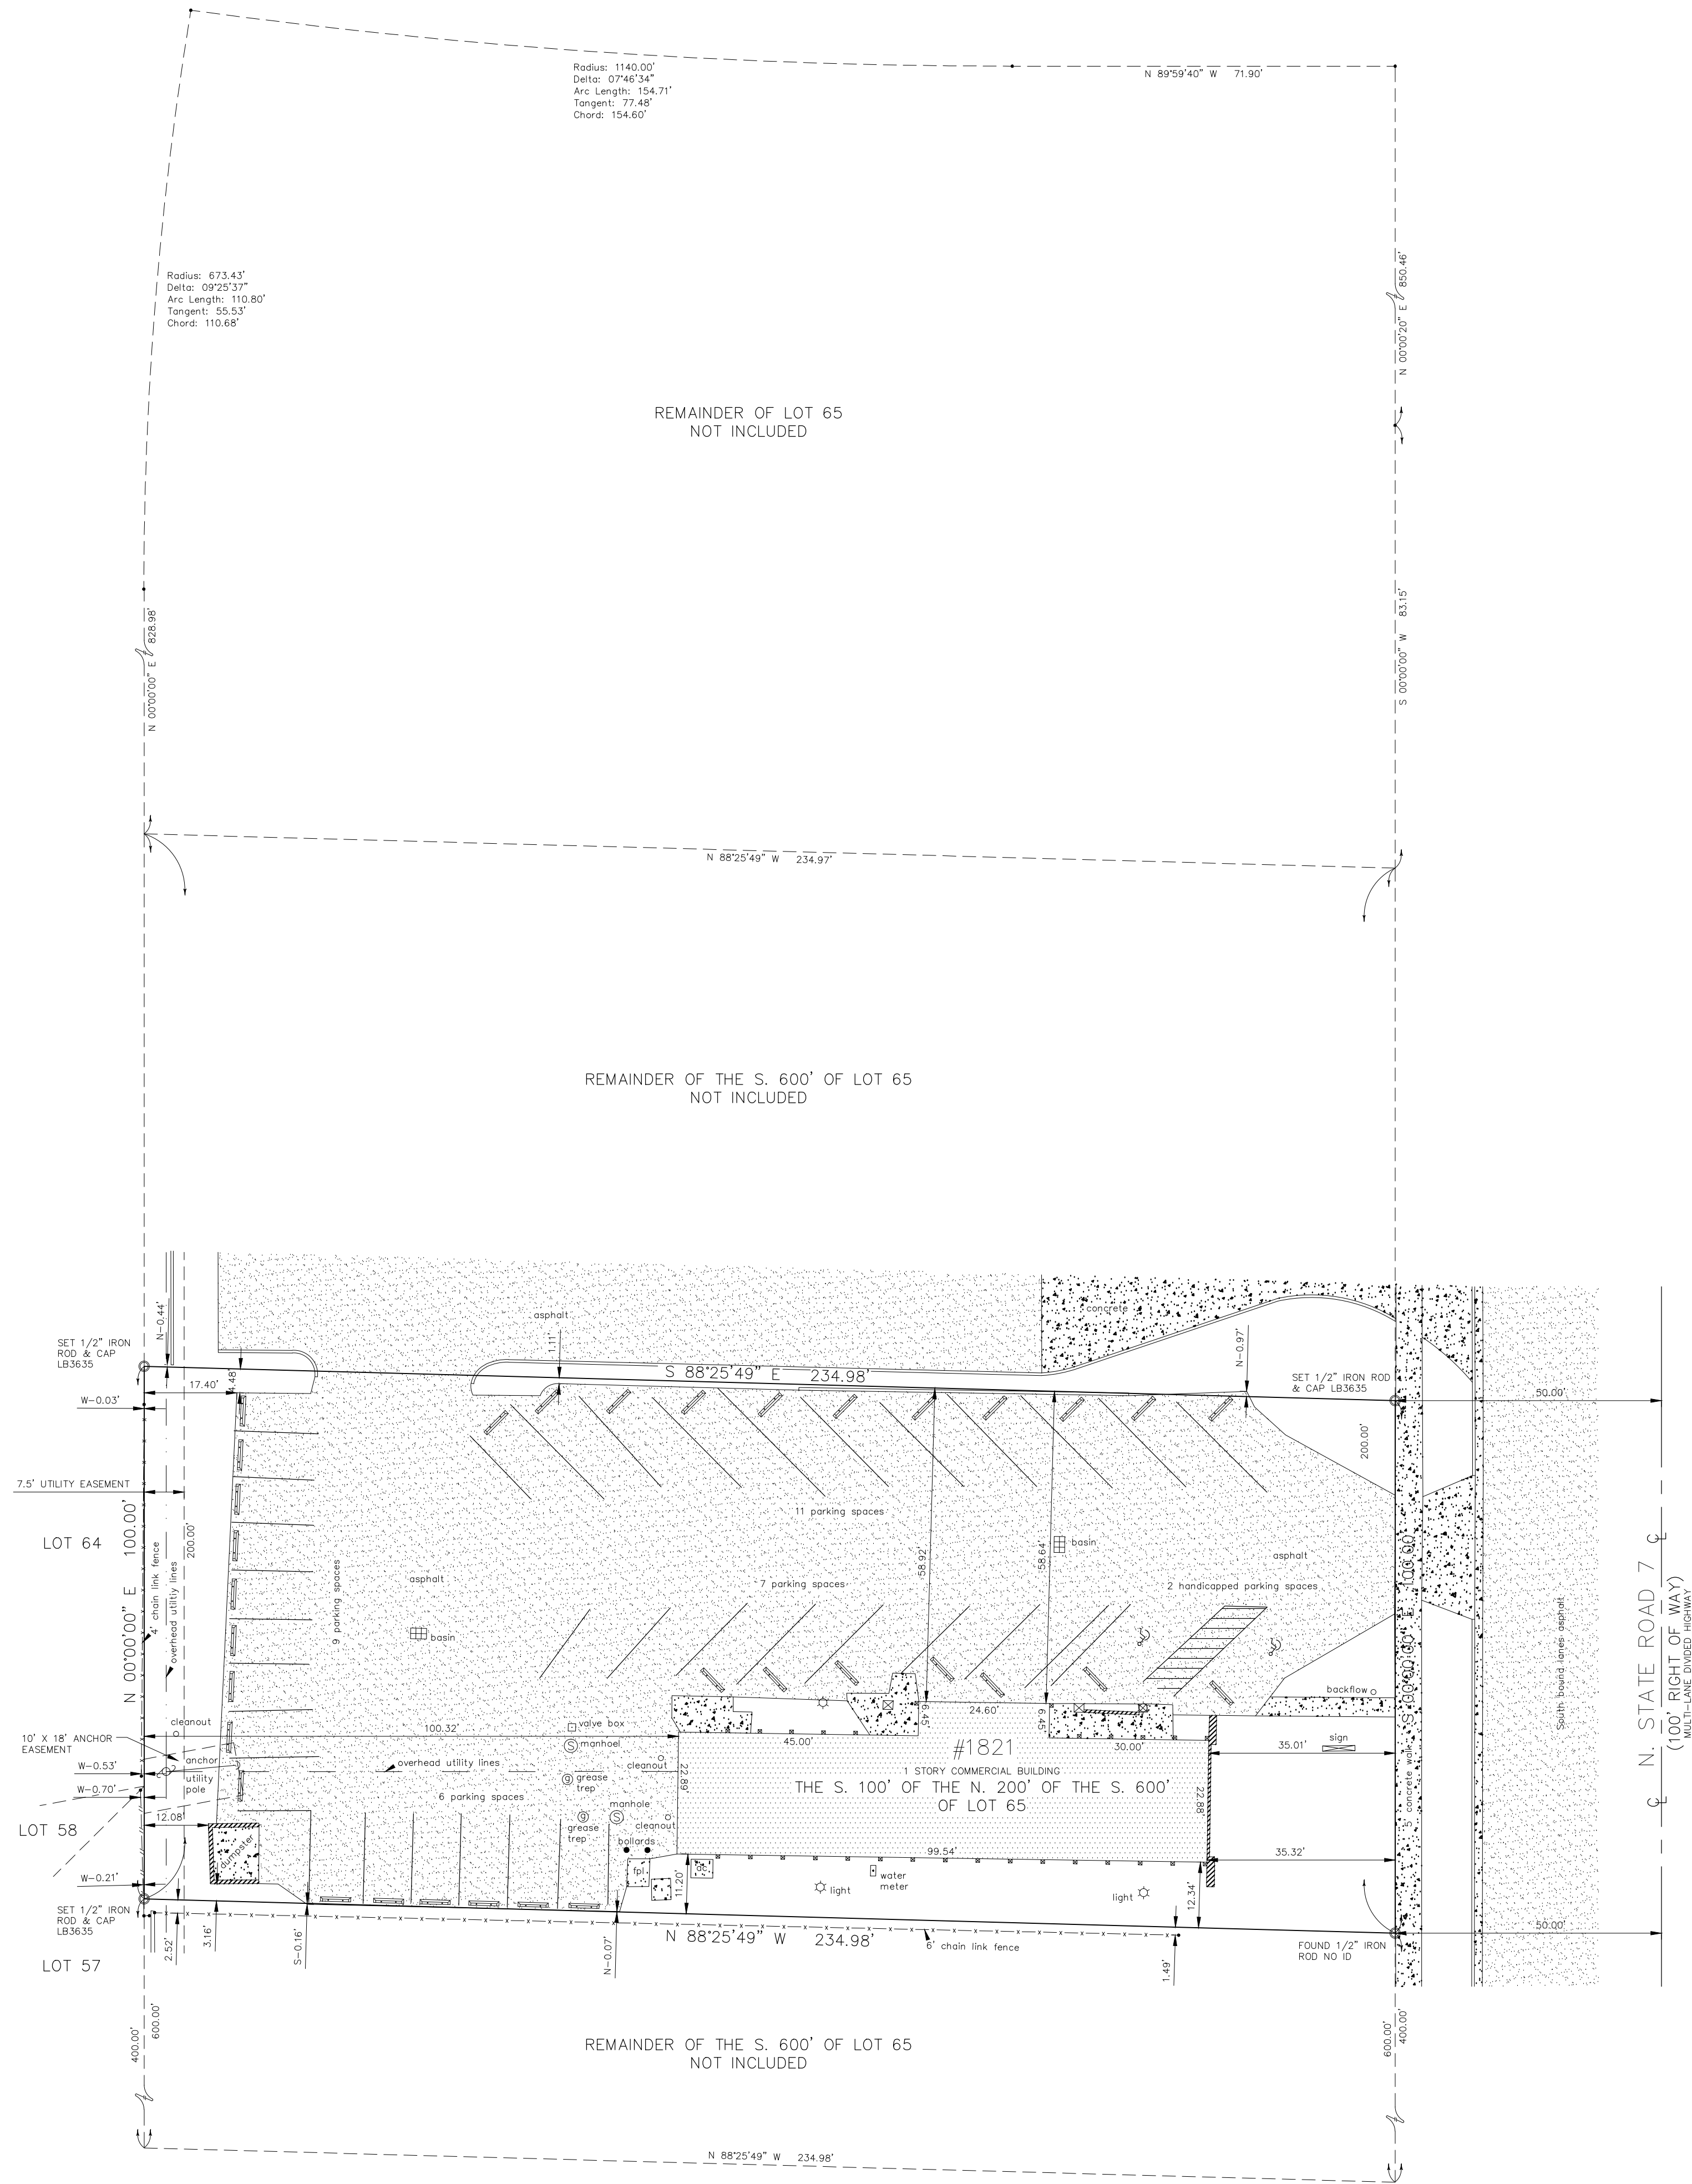 Radius: 1140.00'
Delta: 07°46'34"
Arc Length: 154.71'
Tangent: 77.48'
Chord: 154.60'
N 89°59'40" W 71.90'
Radius: 673.43'
Delta: 09°25'37"
Arc Length: 110.80'
Tangent: 55.53'
Chord: 110.68'
N 00°00'20" E 850.46'
REMAINDER OF LOT 65
NOT INCLUDED
N 00°00'00" E 828.98'
S 00°00'00" W 83.15'
N 88°25'49" W 234.97'
REMAINDER OF THE S. 600' OF LOT 65
NOT INCLUDED
N-0.44'
asphalt
concrete
1.11'
N-0.97'
SET 1/2" IRON
ROD & CAP
LB3635
S 88°25'49" E 234.98'
SET 1/2" IRON ROD
& CAP LB3635
17.40'
4.48'
W-0.03'
50.00'
200.00'
7.5' UTILITY EASEMENT
11 parking spaces
LOT 64
N 00°00'00" E 100.00'
4' chain link fence
overhead utility lines
200.00'
9 parking spaces
asphalt
7 parking spaces
58.92'
58.64'
basin
asphalt
2 handicapped parking spaces
basin
South bound lanes asphalt
N. STATE ROAD 7
(100' RIGHT OF WAY)
MULTI-LANE DIVIDED HIGHWAY
backflow
cleanout
10' X 18' ANCHOR
EASEMENT
100.32'
valve box
manhoel
45.00'
6.45'
24.60'
6.45'
30.00'
35.01'
sign
#1821
1 STORY COMMERCIAL BUILDING
THE S. 100' OF THE N. 200' OF THE S. 600'
OF LOT 65
W-0.53'
anchor
utility
pole
overhead utility lines
cleanout
grease
trep
22.89'
22.88'
W-0.70'
6 parking spaces
manhole
grease
trep
cleanout
12.08'
LOT 58
dumpster
bollards
99.54'
35.32'
5' concrete walk
W-0.21'
fpl
11.20'
light
water
meter
light
12.34'
SET 1/2" IRON
ROD & CAP
LB3635
2.52'
3.16'
S-0.16'
N-0.07'
N 88°25'49" W 234.98'
6' chain link fence
1.49'
FOUND 1/2" IRON
ROD NO ID
50.00'
LOT 57
400.00'
600.00'
600.00'
400.00'
REMAINDER OF THE S. 600' OF LOT 65
NOT INCLUDED
N 88°25'49" W 234.98'